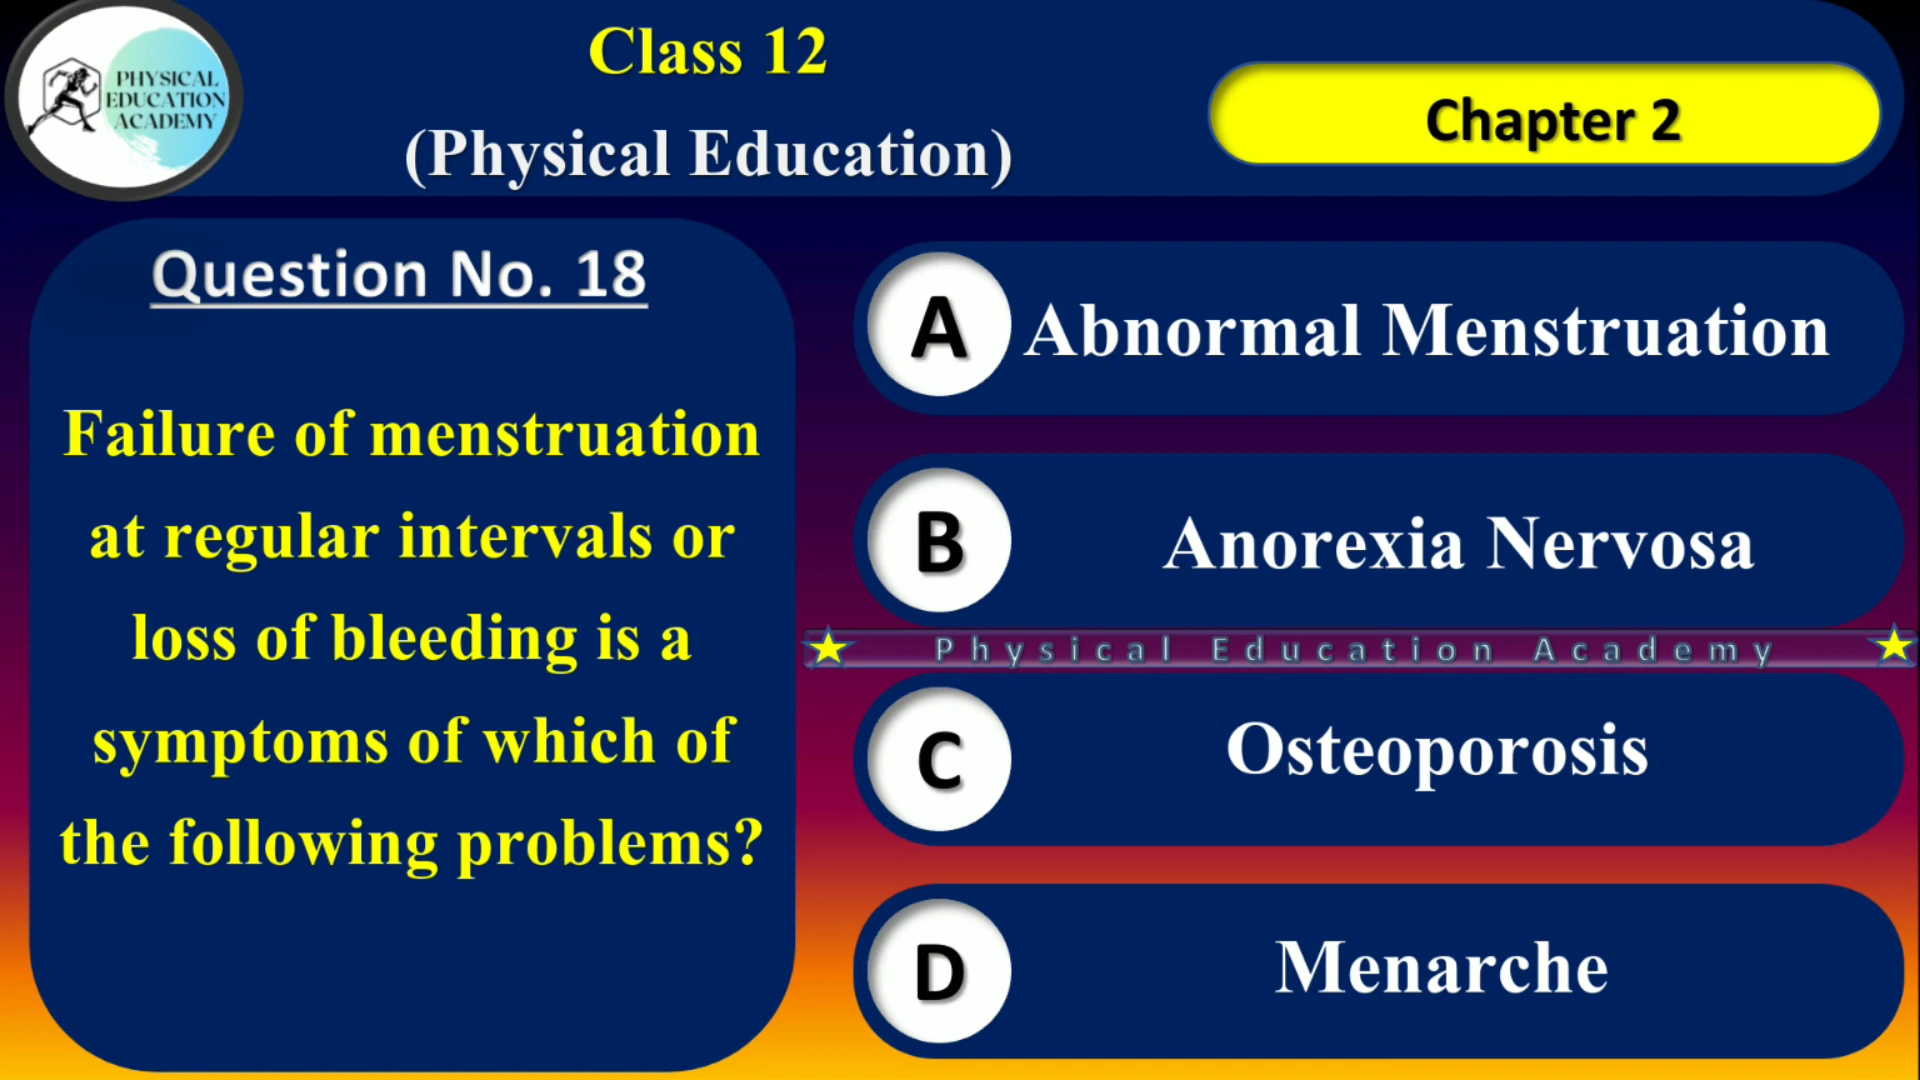 PHYSICAL
EDUCATION
ACADEMY
Class 12
(Physical Education)
Chapter 2
Question No. 18
Failure of menstruation
at regular intervals or
loss of bleeding is a
symptoms of which of
the following problems?
A Abnormal Menstruation
B Anorexia Nervosa
Physical Education Academy
C Osteoporosis
D Menarche